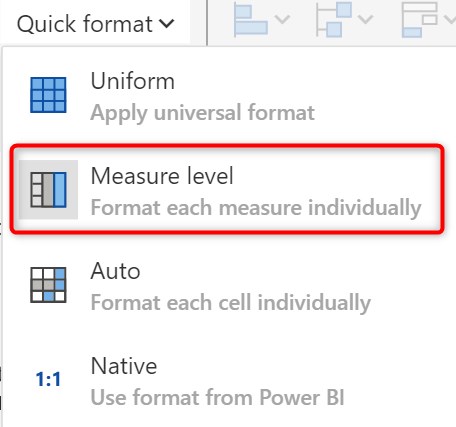 Quick format
Uniform
Apply universal format
Measure level
Format each measure individually
Auto
Format each cell individually
1:1
Native
Use format from Power BI